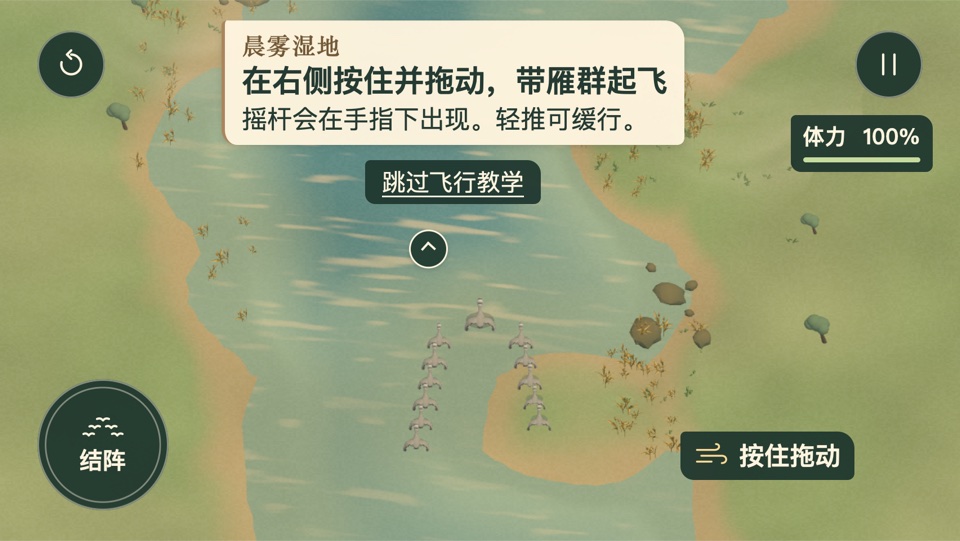 晨雾湿地
在右侧按住并拖动，带雁群起飞
摇杆会在手指下出现。轻推可缓行。
体力 100%
跳过飞行教学
结阵
按住拖动